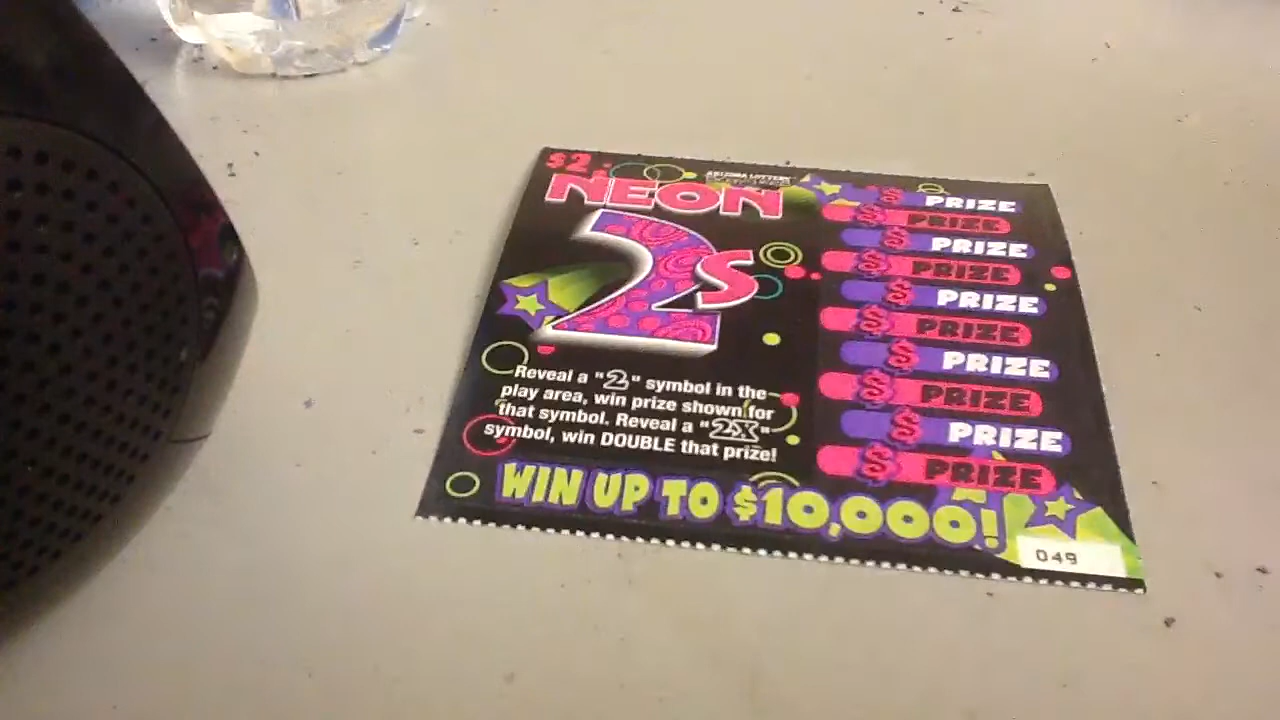 $2
ARIZONA LOTTERY
NEON
2s
Reveal a "2" symbol in the
play area, win prize shown for
that symbol. Reveal a "2X"
symbol, win DOUBLE that prize!
WIN UP TO $10,000!
$ PRIZE
$ PRIZE
$ PRIZE
$ PRIZE
$ PRIZE
$ PRIZE
$ PRIZE
$ PRIZE
$ PRIZE
$ PRIZE
049